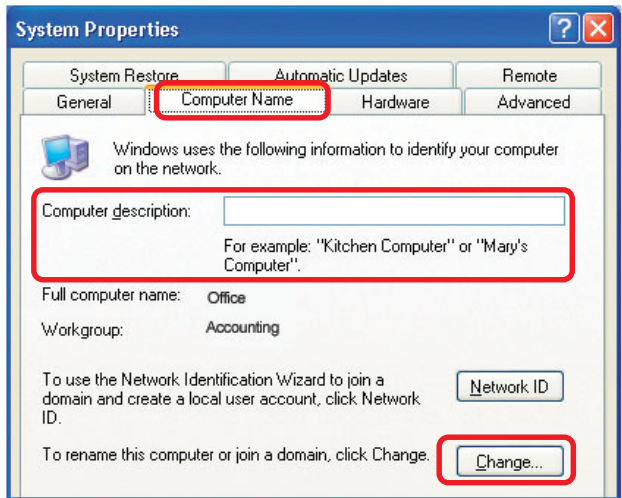 System Properties
System Restore Automatic Updates Remote
General Computer Name Hardware Advanced
Windows uses the following information to identify your computer
on the network.
Computer description:
For example: "Kitchen Computer" or "Mary's
Computer".
Full computer name: Office
Workgroup: Accounting
To use the Network Identification Wizard to join a
domain and create a local user account, click Network
ID.
Network ID
To rename this computer or join a domain, click Change.
Change...